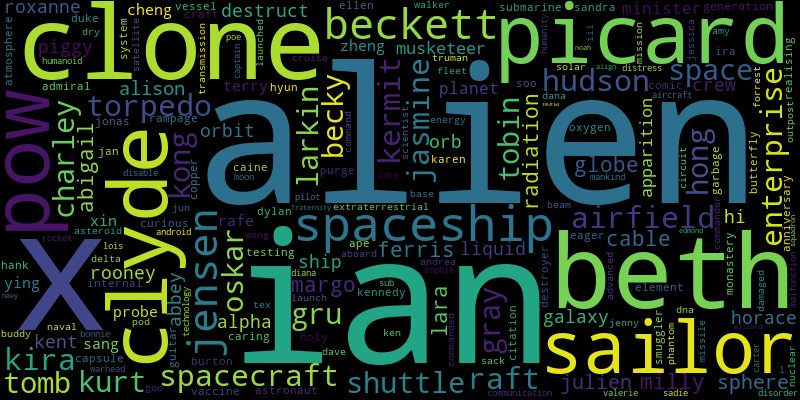 roxanne duke vessel cheng destruct ellen submarine sandra minister generation
dry craft system satellite transmission poe launched captain cruise walker iii humanity mission jessica amy noah
clone beckett picard
piggy atmosphere humanoid zheng musketeer truman fleet solar align distress ira comic crew forrest aircraft outpostrealising
admiral alison terry hyun planet soo hudson space
pow torpedo becky kermit jasmine tobin dana oxygen
charley jonas rampage orbit larkin scientist energy orb radiation apparition circuit garbage butterfly enterprise
abigail kong alien command karen globe hong
jan clyde copper caine moon purge core base mankind
disable pilot fraternity extraterrestrial beam commander anniversary squadron
x xin jun dylan spaceship airfield hi
asteroid curious rafe wong eager cable edmond
rocket lois android testing ape ferris liquid
hank delta roohey jensen oskar ship aboard andrea destroyer advanced monastery malfunction
ying internal abbey diana sophie element damaged
probe technology margo launch kennedy sub ian lara gray galaxy dna beth
navy pod guitar alpha tex gru commanded citation jenny smuggler phantom missile horace
buddy naval bonnie caring holy ken
kent sang burton dave sack sailor carter
kira capsule spacecraft shuttle raft julien milly sphere nuclear
tomb kurt warhead goo vaccine astronaut communication valerie sadie disorder